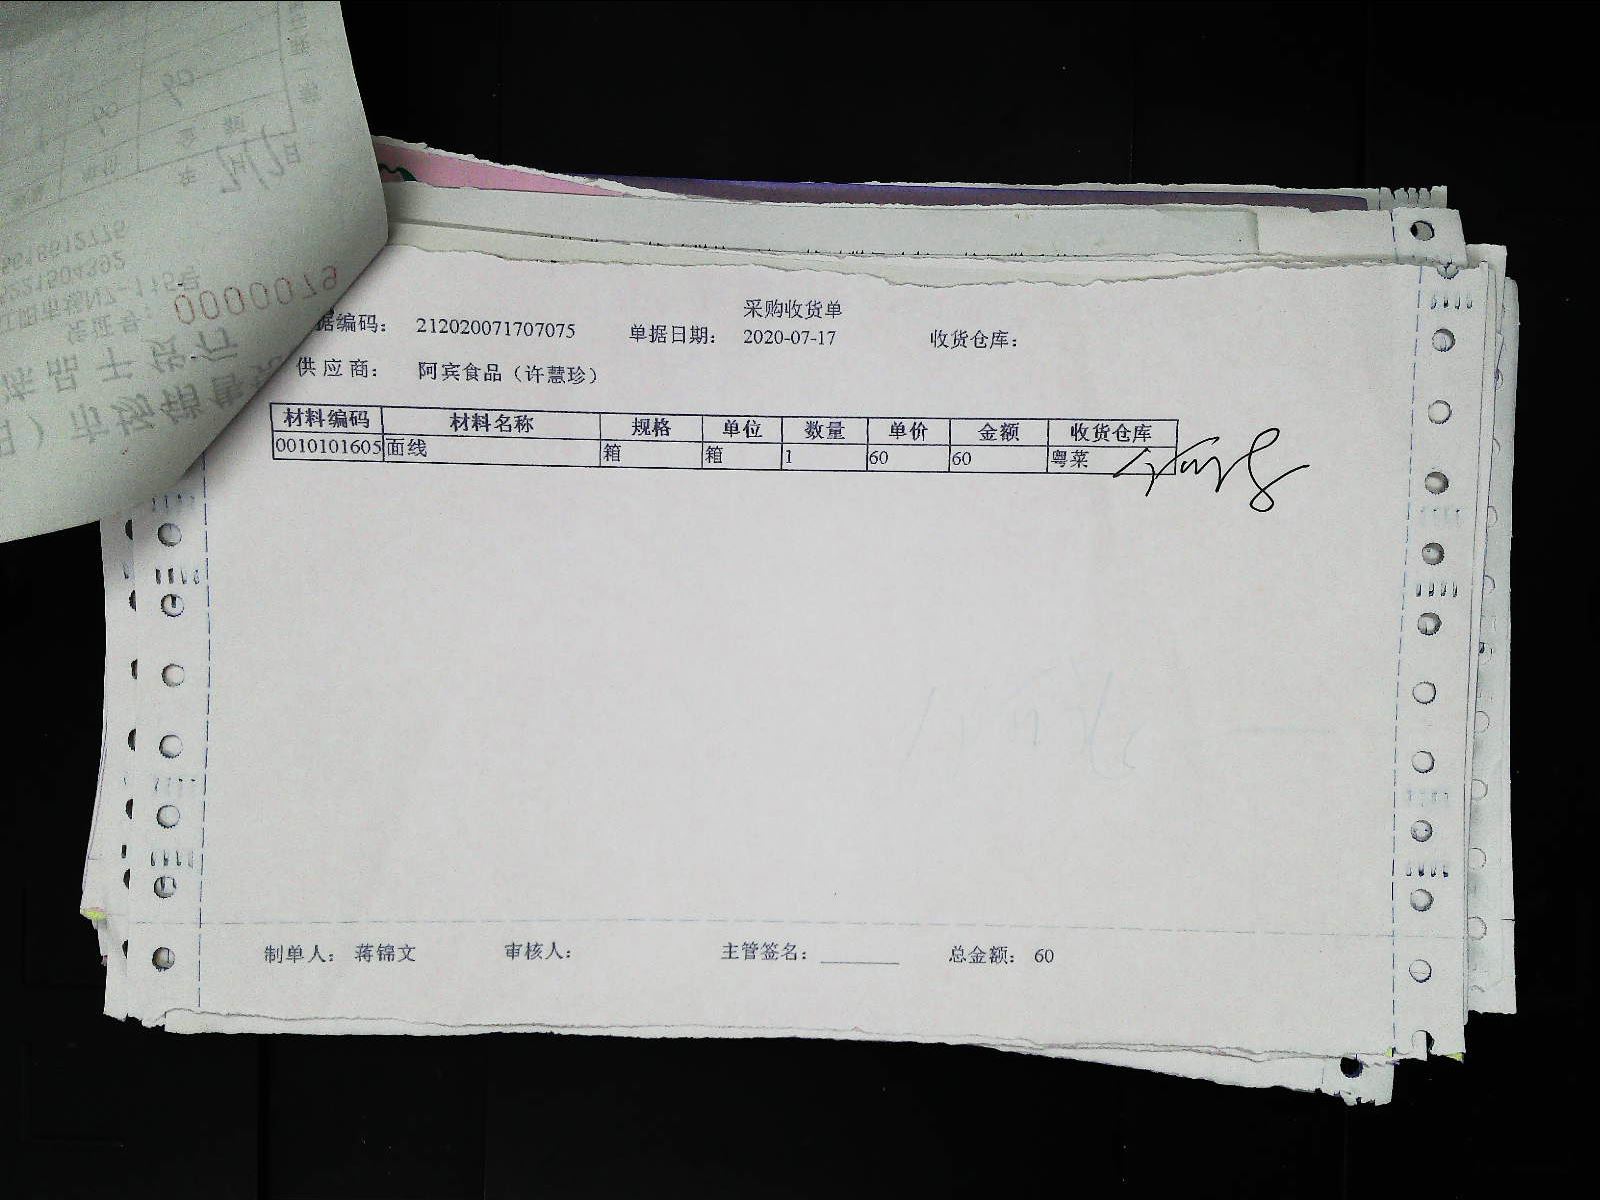 采购收货单
据编码： 212020071707075 单据日期： 2020-07-17 收货仓库：
供应商： 阿宾食品（许慧珍）
材料编码 材料名称 规格 单位 数量 单价 金额 收货仓库
0010101605 面线 箱 箱 1 60 60 粤菜
制单人： 蒋锦文 审核人： 主管签名： ________ 总金额： 60
0000079